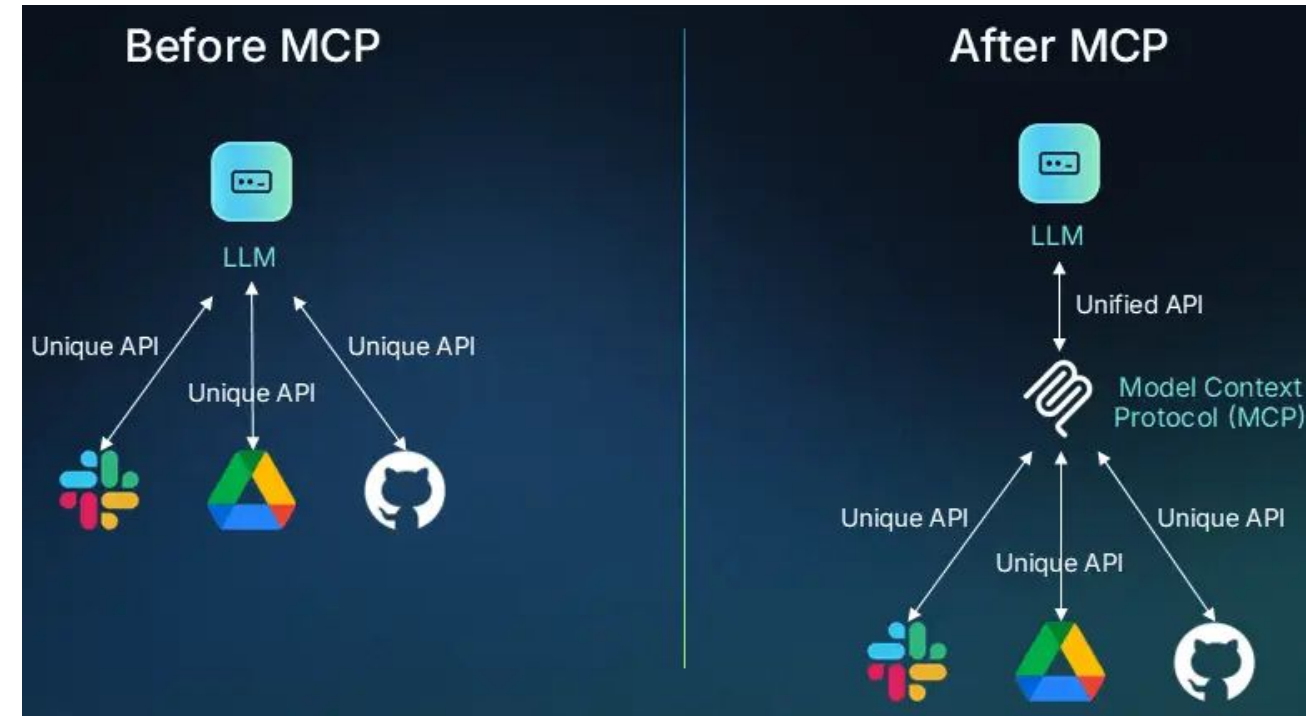 Before MCP
LLM
Unique API
Unique API
Unique API
After MCP
LLM
Unified API
Model Context
Protocol (MCP)
Unique API
Unique API
Unique API